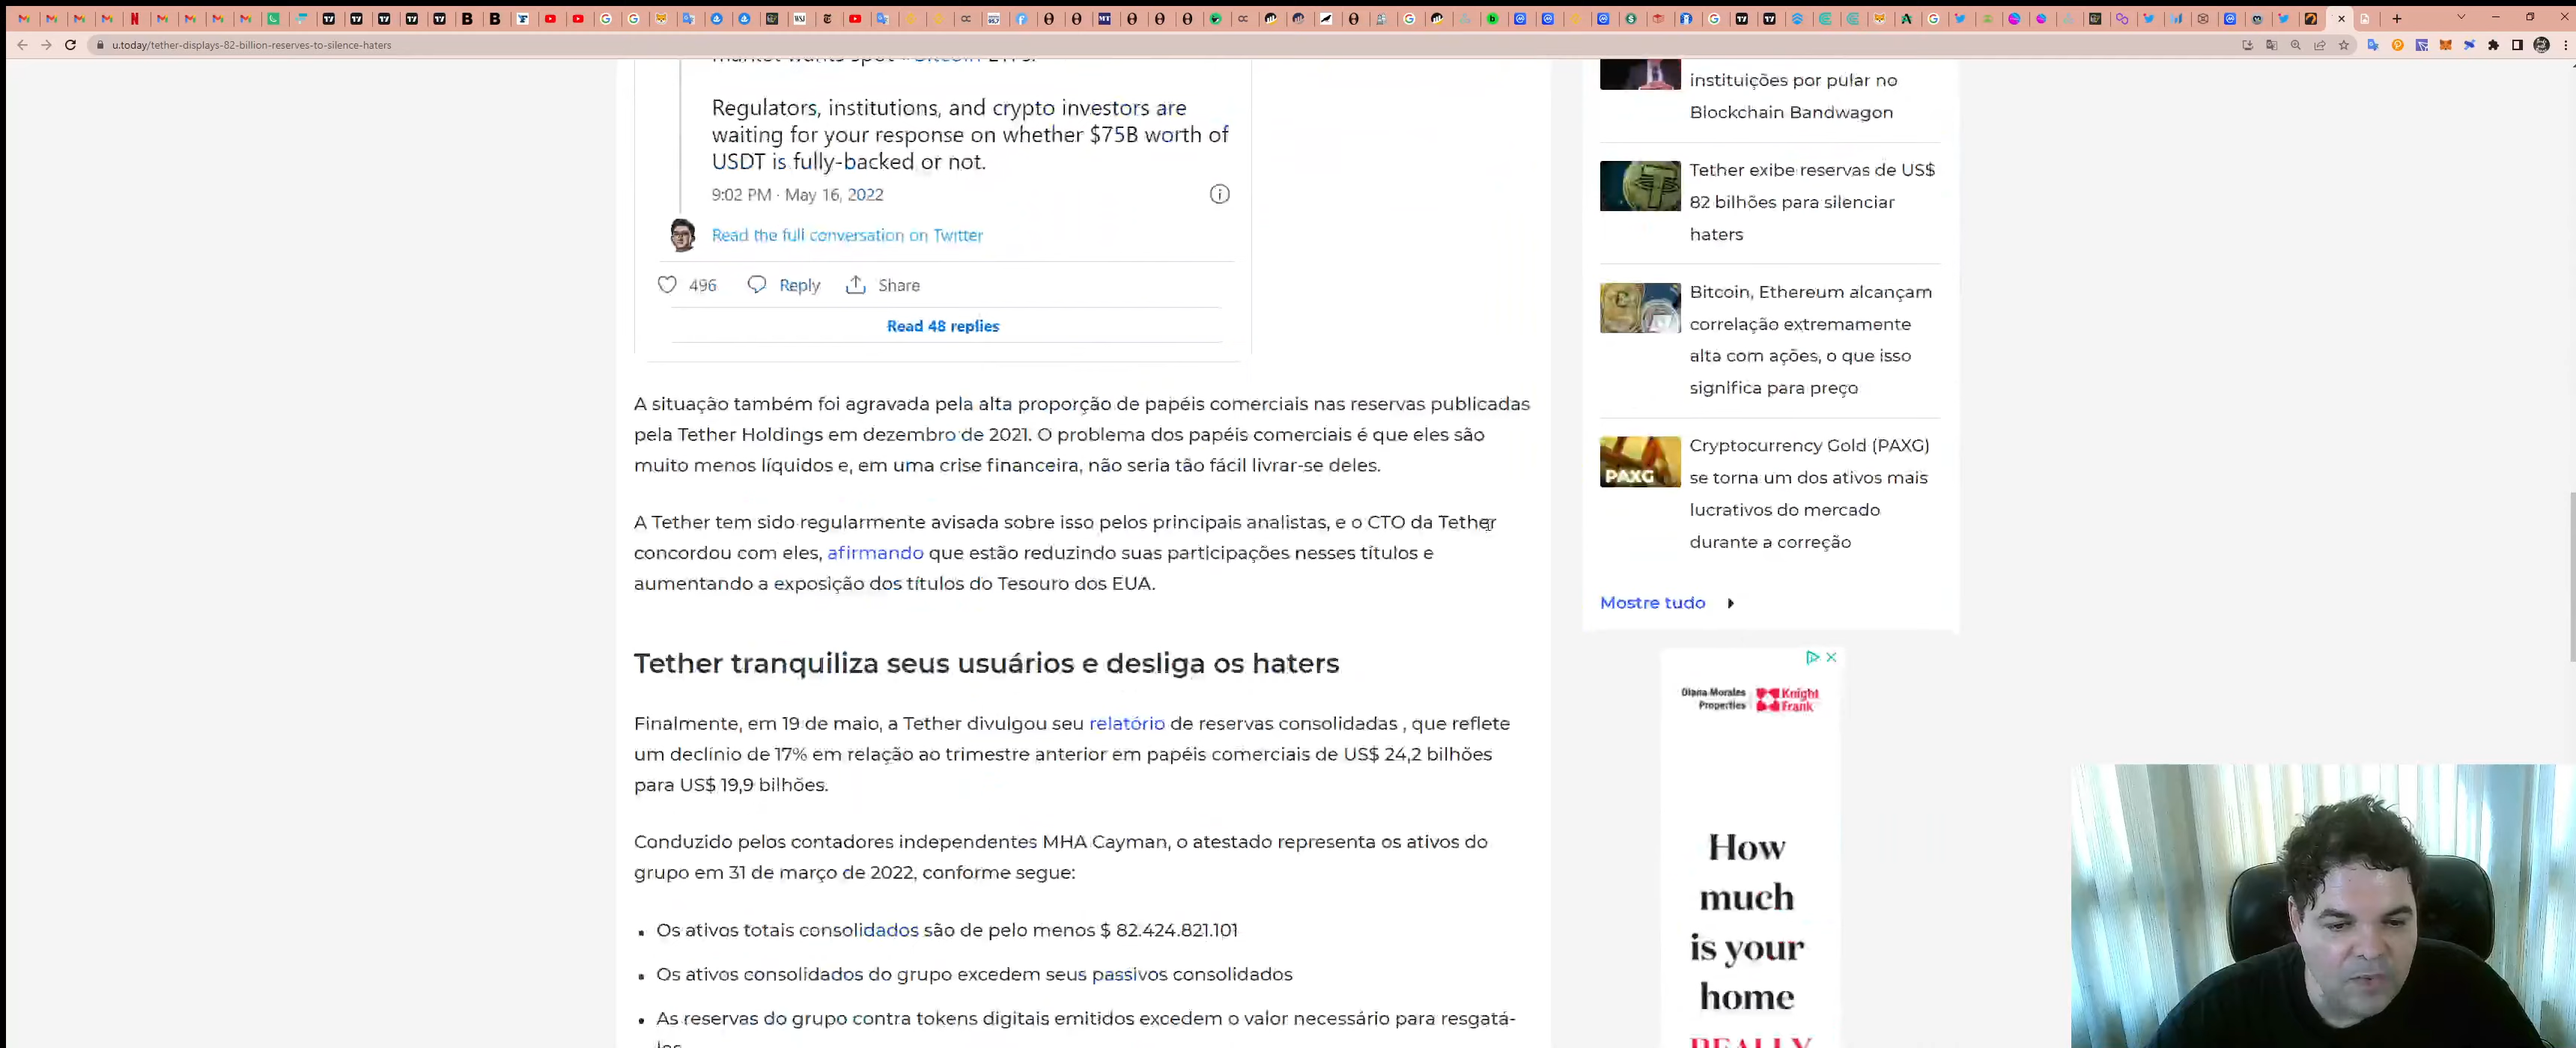 u.today/tether-displays-82-billion-reserves-to-silence-haters
Regulators, institutions, and crypto investors are
waiting for your response on whether $75B worth of
USDT is fully-backed or not.
9:02 PM · May 16, 2022
Read the full conversation on Twitter
496 Reply Share
Read 48 replies
A situação também foi agravada pela alta proporção de papéis comerciais nas reservas publicadas
pela Tether Holdings em dezembro de 2021. O problema dos papéis comerciais é que eles são
muito menos líquidos e, em uma crise financeira, não seria tão fácil livrar-se deles.
A Tether tem sido regularmente avisada sobre isso pelos principais analistas, e o CTO da Tether
concordou com eles, afirmando que estão reduzindo suas participações nesses títulos e
aumentando a exposição dos títulos do Tesouro dos EUA.
Tether tranquiliza seus usuários e desliga os haters
Finalmente, em 19 de maio, a Tether divulgou seu relatório de reservas consolidadas , que reflete
um declínio de 17% em relação ao trimestre anterior em papéis comerciais de US$ 24,2 bilhões
para US$ 19,9 bilhões.
Conduzido pelos contadores independentes MHA Cayman, o atestado representa os ativos do
grupo em 31 de março de 2022, conforme segue:
Os ativos totais consolidados são de pelo menos $ 82.424.821.101
Os ativos consolidados do grupo excedem seus passivos consolidados
As reservas do grupo contra tokens digitais emitidos excedem o valor necessário para resgatá-
instituições por pular no
Blockchain Bandwagon
Tether exibe reservas de US$
82 bilhões para silenciar
haters
Bitcoin, Ethereum alcançam
correlação extremamente
alta com ações, o que isso
significa para preço
PAXG
Cryptocurrency Gold (PAXG)
se torna um dos ativos mais
lucrativos do mercado
durante a correção
Mostre tudo
Diana Morales
Properties
Knight
Frank
How
much
is your
home
REALLY